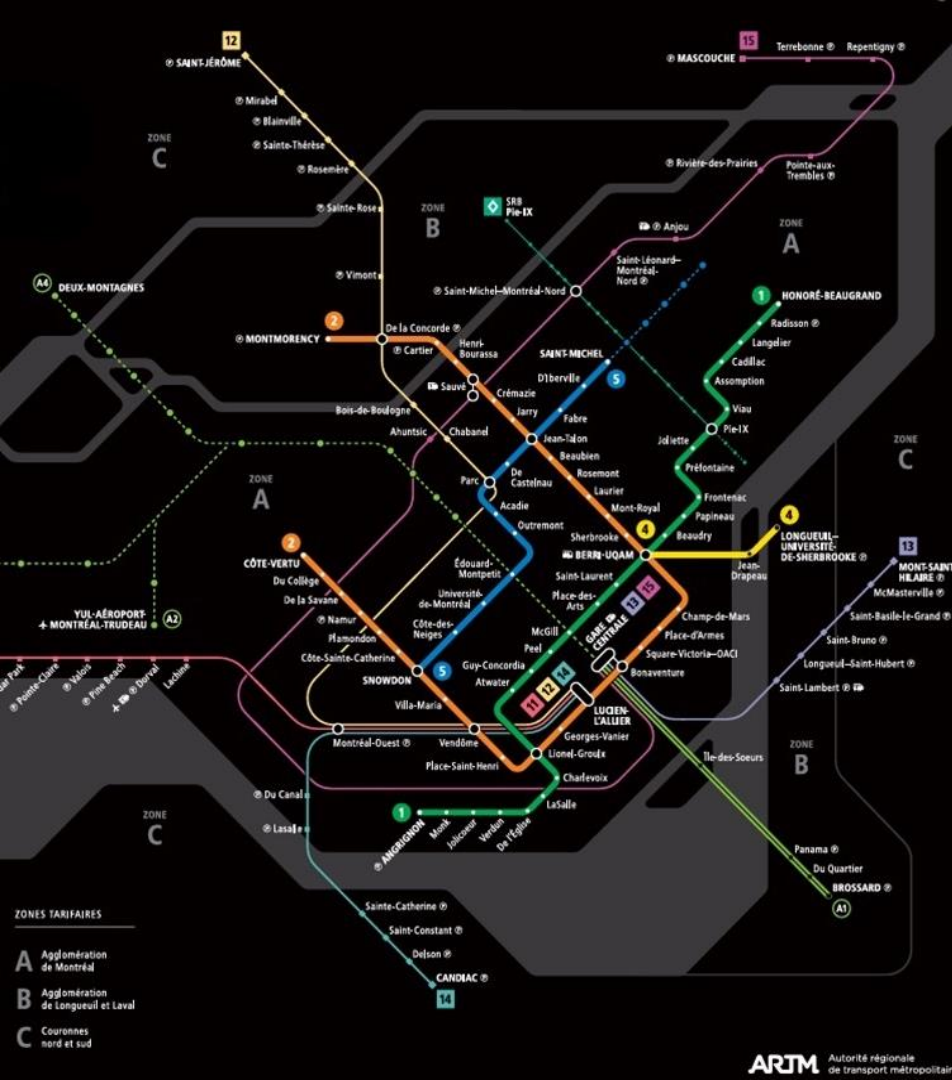 12
SAINT-JÉRÔME
Mirabel
Blainville
Sainte-Thérèse
Rosemère
Sainte-Rose
Vimont
ZONE
C
15
MASCOUCHE
Terrebonne
Repentigny
Rivière-des-Prairies
Pointe-aux-
Trembles
ZONE
B
SRB
Pie-IX
Anjou
ZONE
A
Saint-Léonard–
Montréal-
Nord
Saint-Michel–Montréal-Nord
A4
DEUX-MONTAGNES
1
HONORÉ-BEAUGRAND
Radisson
Langelier
Cadillac
Assomption
Viau
Pie-IX
Joliette
Préfontaine
Frontenac
Papineau
Beaudry
2
MONTMORENCY
De la Concorde
Cartier
Henri-
Bourassa
Sauvé
Crémazie
Jarry
Jean-Talon
Beaubien
Rosemont
Laurier
Mont-Royal
Sherbrooke
BERRI-UQAM
SAINT-MICHEL
5
D'Iberville
Fabre
De
Castelnau
Parc
Acadie
Outremont
Édouard-
Montpetit
Université-
de-Montréal
Côte-des-
Neiges
Bois-de-Boulogne
Ahuntsic
Chabanel
ZONE
A
ZONE
C
4
4
LONGUEUIL–
UNIVERSITÉ-
DE-SHERBROOKE
Jean-
Drapeau
13
MONT-SAINT
HILAIRE
McMasterville
Saint-Basile-le-Grand
Saint-Bruno
Longueuil–Saint-Hubert
Saint-Lambert
2
CÔTE-VERTU
Du Collège
De la Savane
Namur
Plamondon
Côte-Sainte-Catherine
SNOWDON
5
Villa-Maria
Vendôme
Place-Saint-Henri
YUL-AÉROPORT-
MONTRÉAL-TRUDEAU
A2
Pointe-Claire
Valois
Pine Beach
Dorval
Lachine
Saint-Laurent
Place-des-
Arts
McGill
Peel
Guy-Concordia
Atwater
GARE
CENTRALE
13
15
Champ-de-Mars
Place-d'Armes
Square-Victoria–OACI
Bonaventure
11
12
14
LUCIEN-
L'ALLIER
Georges-Vanier
Lionel-Groulx
Charlevoix
LaSalle
De l'Église
Verdun
Jolicoeur
Monk
ANGRIGNON
1
Montréal-Ouest
Du Canal
Lasalle
Sainte-Catherine
Saint-Constant
Delson
CANDIAC
14
Île-des-Soeurs
ZONE
B
Panama
Du Quartier
BROSSARD
A1
ZONE
C
ZONES TARIFAIRES
A
Agglomération
de Montréal
B
Agglomération
de Longueuil et Laval
C
Couronnes
nord et sud
ARTM
Autorité régionale
de transport métropolitai